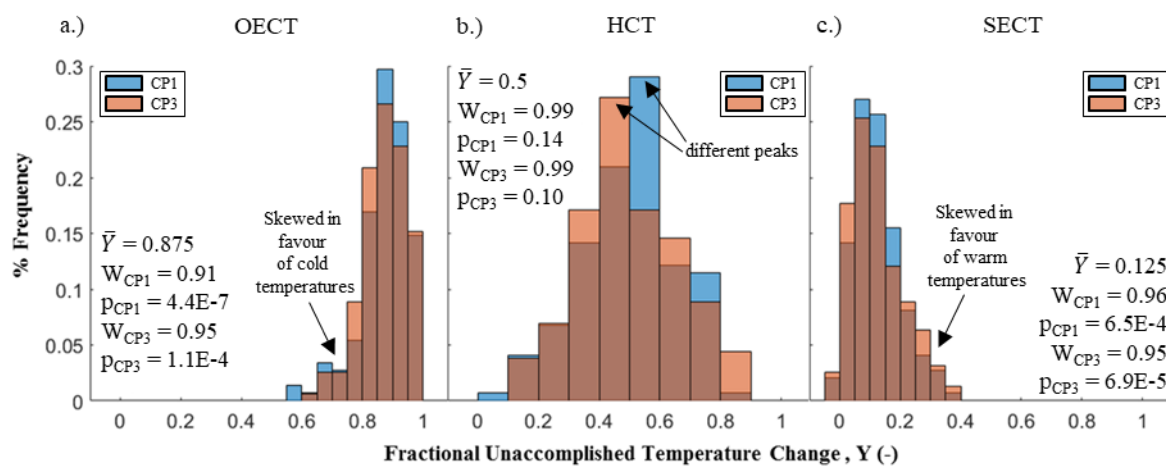 a.)
OECT
b.)
HCT
c.)
SECT
% Frequency
0.3
0.25
0.2
0.15
0.1
0.05
0
CP1
CP3
Skewed in
favour
of cold
temperatures
Ȳ = 0.875
W_CP1 = 0.91
p_CP1 = 4.4E-7
W_CP3 = 0.95
p_CP3 = 1.1E-4
0 0.2 0.4 0.6 0.8 1
Ȳ = 0.5
W_CP1 = 0.99
p_CP1 = 0.14
W_CP3 = 0.99
p_CP3 = 0.10
CP1
CP3
different peaks
0 0.2 0.4 0.6 0.8 1
CP1
CP3
Skewed in
favour
of warm
temperatures
Ȳ = 0.125
W_CP1 = 0.96
p_CP1 = 6.5E-4
W_CP3 = 0.95
p_CP3 = 6.9E-5
0 0.2 0.4 0.6 0.8 1
Fractional Unaccomplished Temperature Change , Y (-)